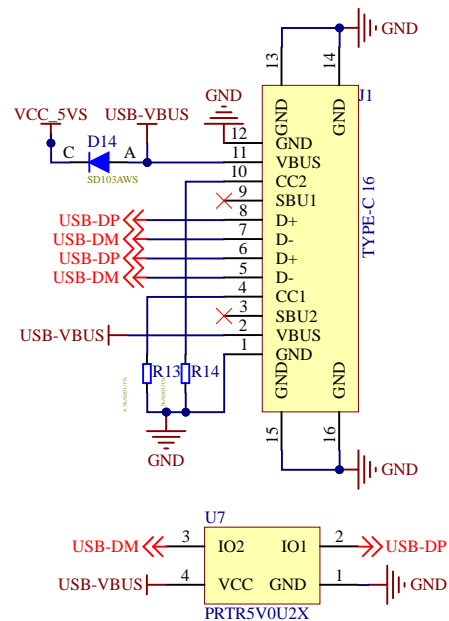 GND
13
14
J1
GND
GND
VCC_5VS
USB-VBUS
GND
12
GND
D14
C
A
11
VBUS
SD103AWS
10
CC2
9
SBU1
USB-DP
8
D+
USB-DM
7
D-
USB-DP
6
D+
USB-DM
5
D-
4
CC1
3
SBU2
USB-VBUS
2
VBUS
1
GND
TYPE-C 16
R13
R14
GND
GND
GND
15
16
GND
U7
USB-DM
3
IO2
IO1
2
USB-DP
USB-VBUS
4
VCC
GND
1
GND
PRTR5V0U2X